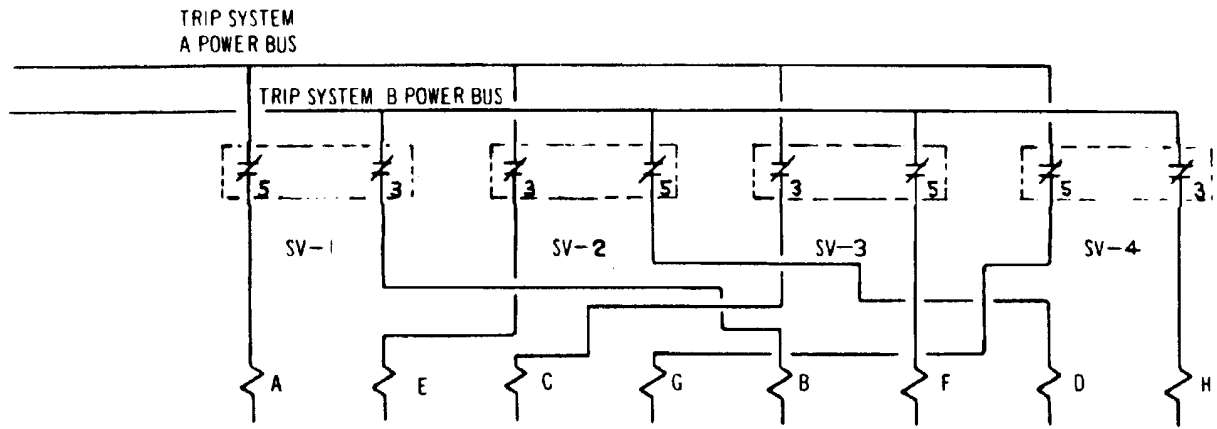 TRIP SYSTEM
A POWER BUS
TRIP SYSTEM B POWER BUS
5 3 3 5 3 5 5 3
SV-1 SV-2 SV-3 SV-4
A E C G B F D H